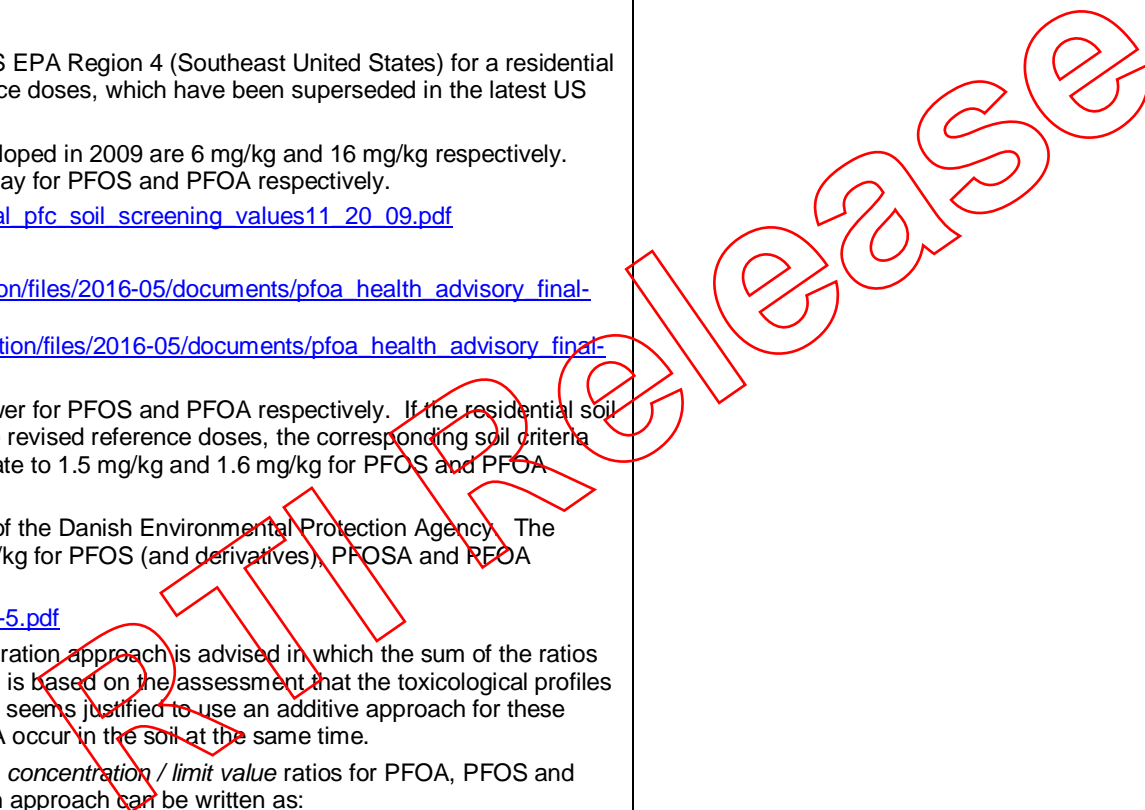 S EPA Region 4 (Southeast United States) for a residential
ce doses, which have been superseded in the latest US
loped in 2009 are 6 mg/kg and 16 mg/kg respectively.
ay for PFOS and PFOA respectively.
al_pfc_soil_screening_values11_20_09.pdf
on/files/2016-05/documents/pfoa_health_advisory_final-
tion/files/2016-05/documents/pfoa_health_advisory_final-
wer for PFOS and PFOA respectively. If the residential soil
revised reference doses, the corresponding soil criteria
ate to 1.5 mg/kg and 1.6 mg/kg for PFOS and PFOA
of the Danish Environmental Protection Agency. The
/kg for PFOS (and derivatives), PFOSA and PFOA
-5.pdf
ration approach is advised in which the sum of the ratios
is based on the assessment that the toxicological profiles
seems justified to use an additive approach for these
A occur in the soil at the same time.
concentration / limit value ratios for PFOA, PFOS and
n approach can be written as:
RTI Release